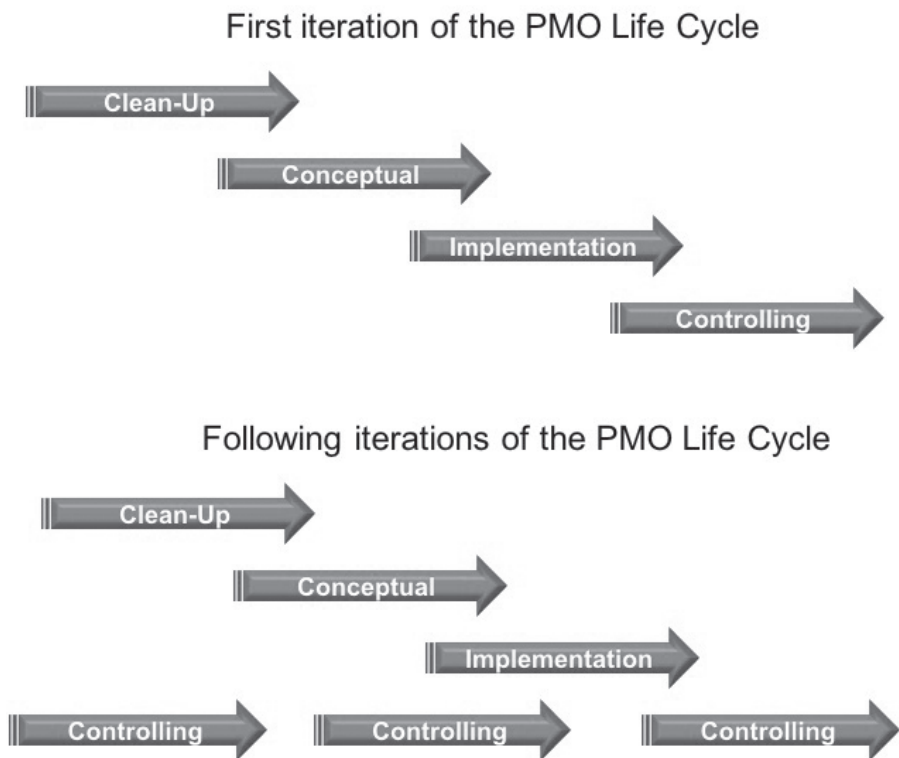 First iteration of the PMO Life Cycle
Clean-Up
Conceptual
Implementation
Controlling
Following iterations of the PMO Life Cycle
Clean-Up
Conceptual
Implementation
Controlling Controlling Controlling